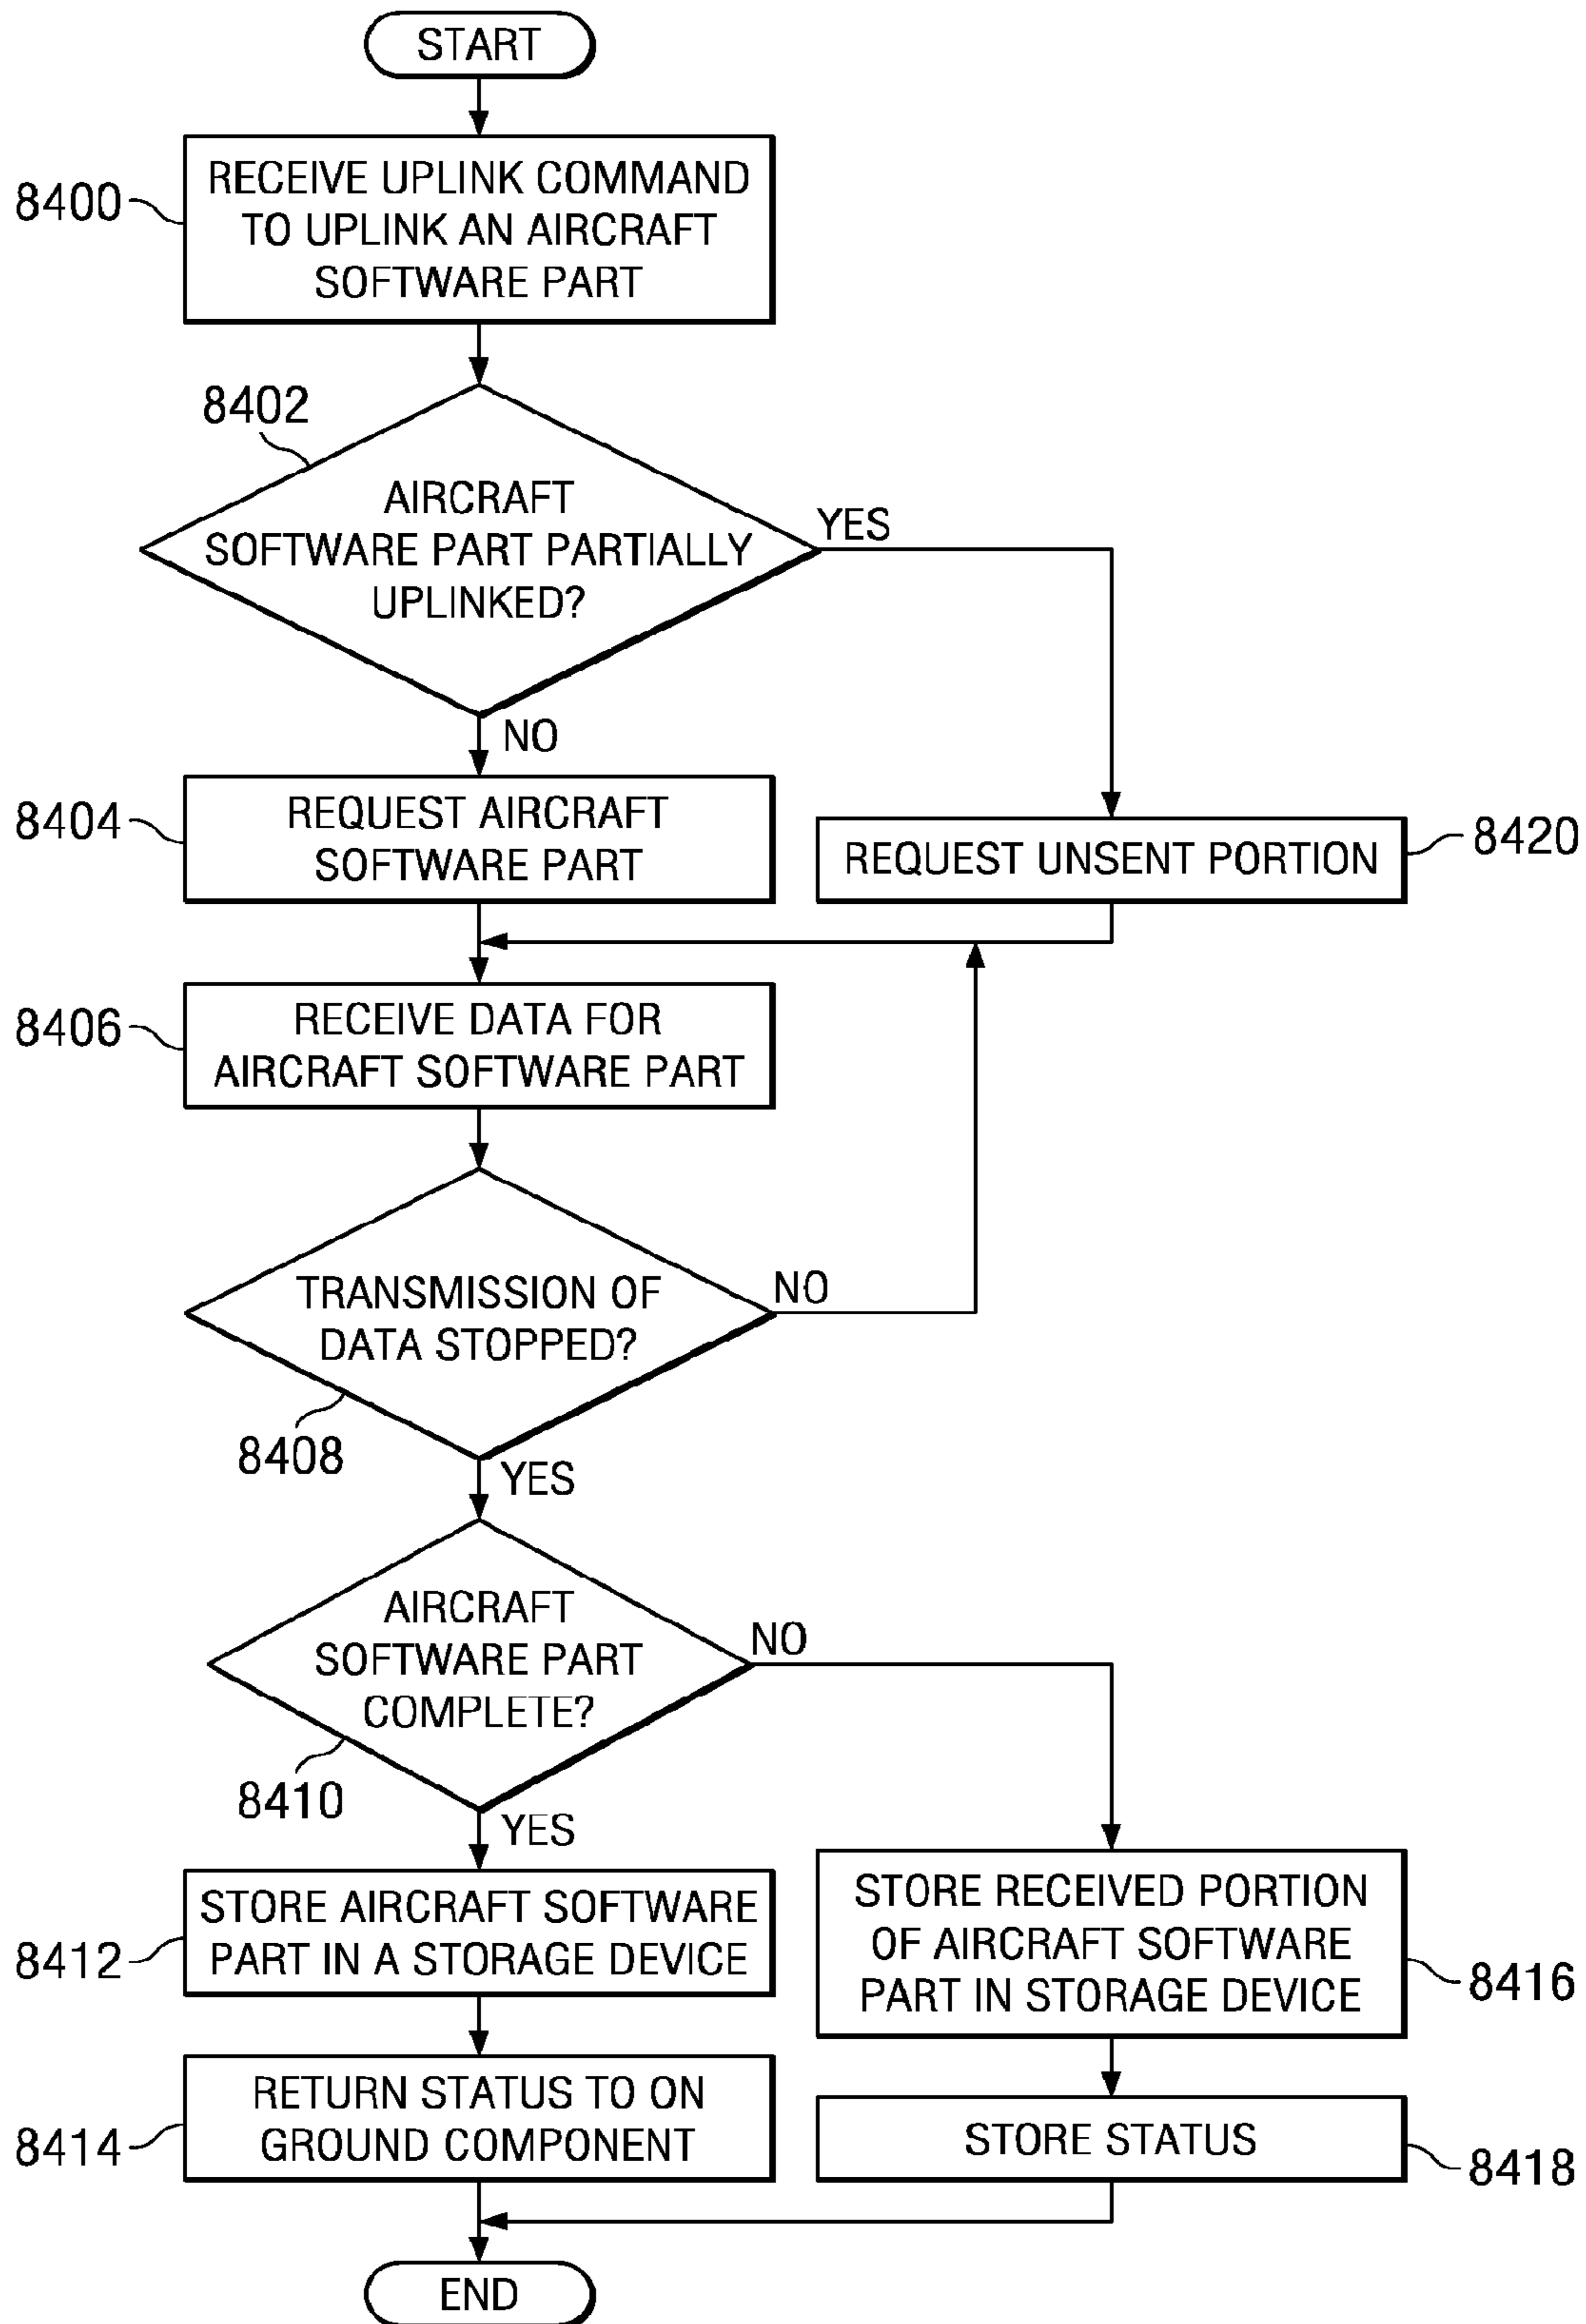 START
8400
RECEIVE UPLINK COMMAND
TO UPLINK AN AIRCRAFT
SOFTWARE PART
8402
AIRCRAFT
SOFTWARE PART PARTIALLY
UPLINKED?
YES
NO
8404
REQUEST AIRCRAFT
SOFTWARE PART
REQUEST UNSENT PORTION
8420
8406
RECEIVE DATA FOR
AIRCRAFT SOFTWARE PART
TRANSMISSION OF
DATA STOPPED?
NO
8408
YES
AIRCRAFT
SOFTWARE PART
COMPLETE?
NO
8410
YES
8412
STORE AIRCRAFT SOFTWARE
PART IN A STORAGE DEVICE
STORE RECEIVED PORTION
OF AIRCRAFT SOFTWARE
PART IN STORAGE DEVICE
8416
8414
RETURN STATUS TO ON
GROUND COMPONENT
STORE STATUS
8418
END